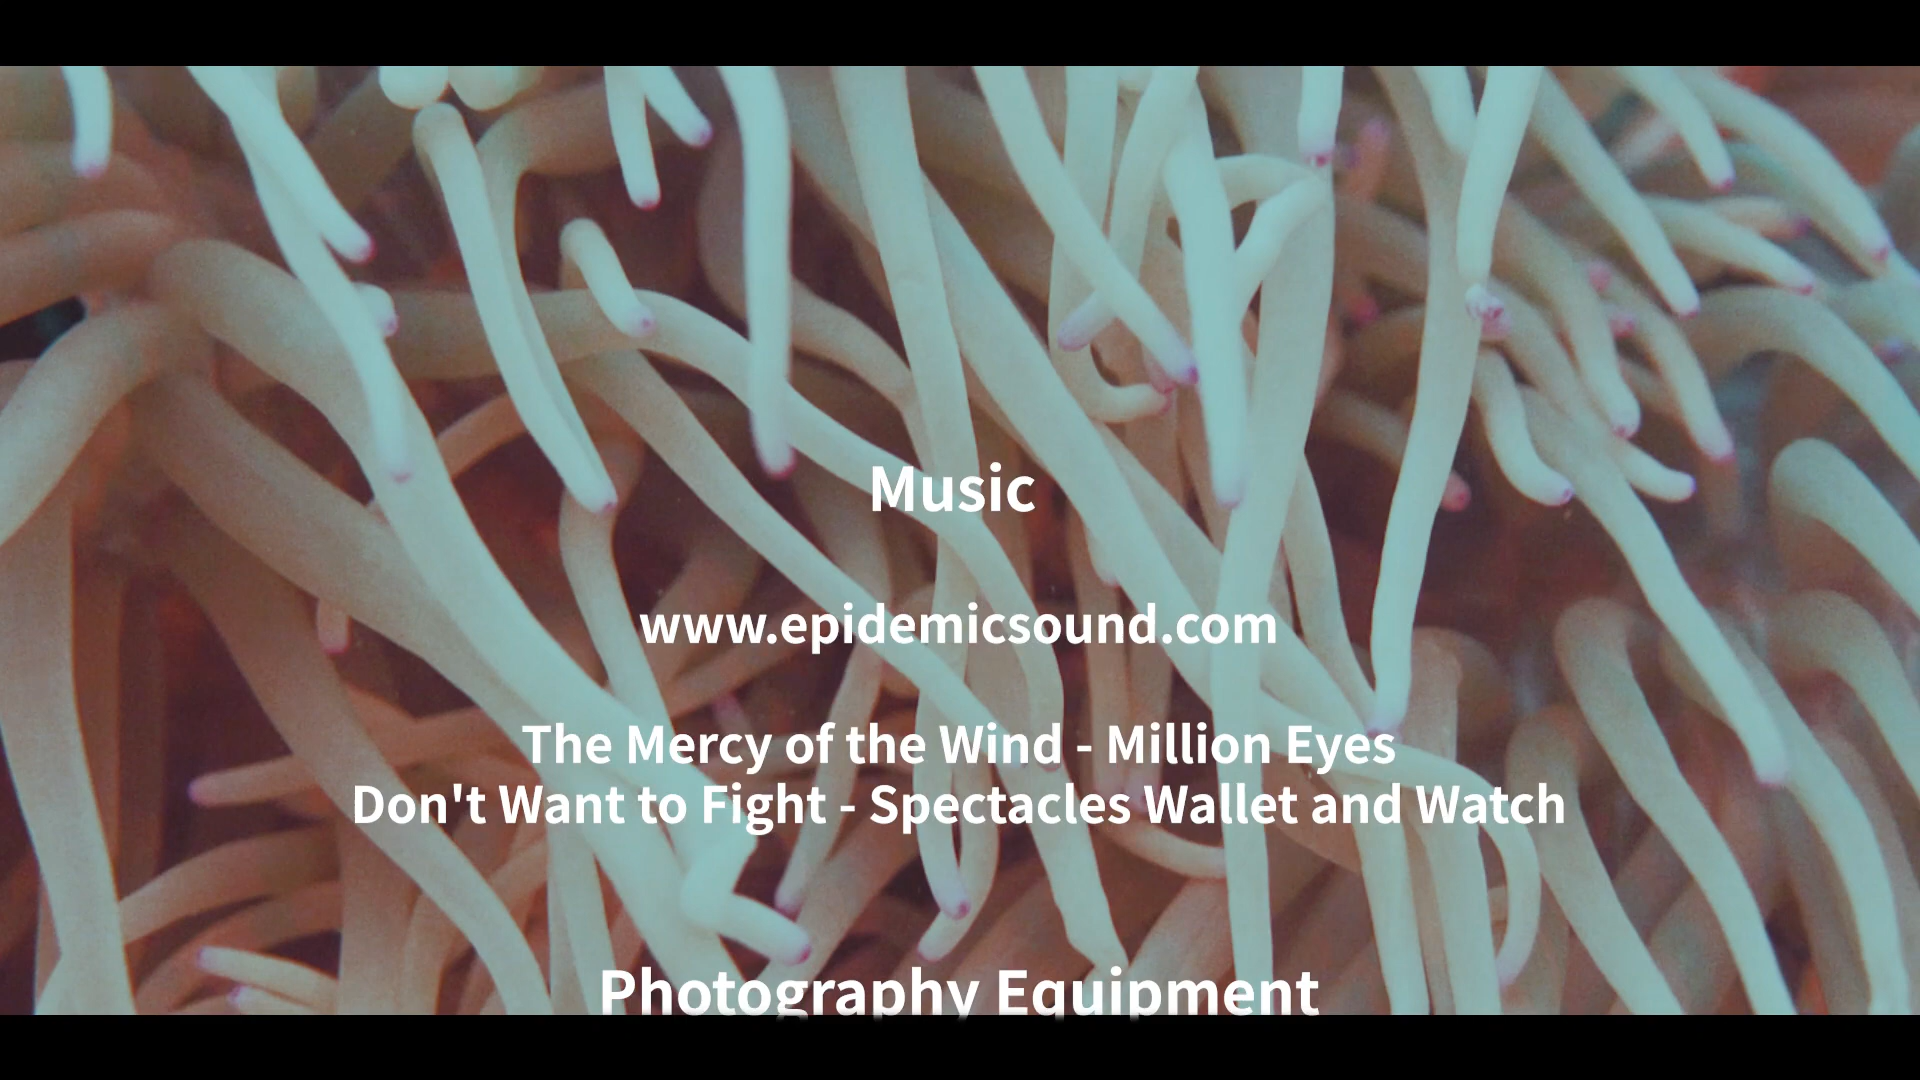 Music
www.epidemicsound.com
The Mercy of the Wind - Million Eyes
Don't Want to Fight - Spectacles Wallet and Watch
Photography Equipment